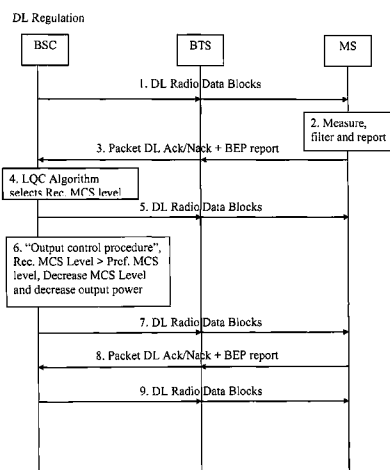 DL Regulation
BSC
BTS
MS
1. DL Radio Data Blocks
2. Measure,
filter and report
3. Packet DL Ack/Nack + BEP report
4. LQC Algorithm
selects Rec. MCS level
5. DL Radio Data Blocks
6. “Output control procedure”,
Rec. MCS Level > Pref. MCS
level, Decrease MCS Level
and decrease output power
7. DL Radio Data Blocks
8. Packet DL Ack/Nack + BEP report
9. DL Radio Data Blocks